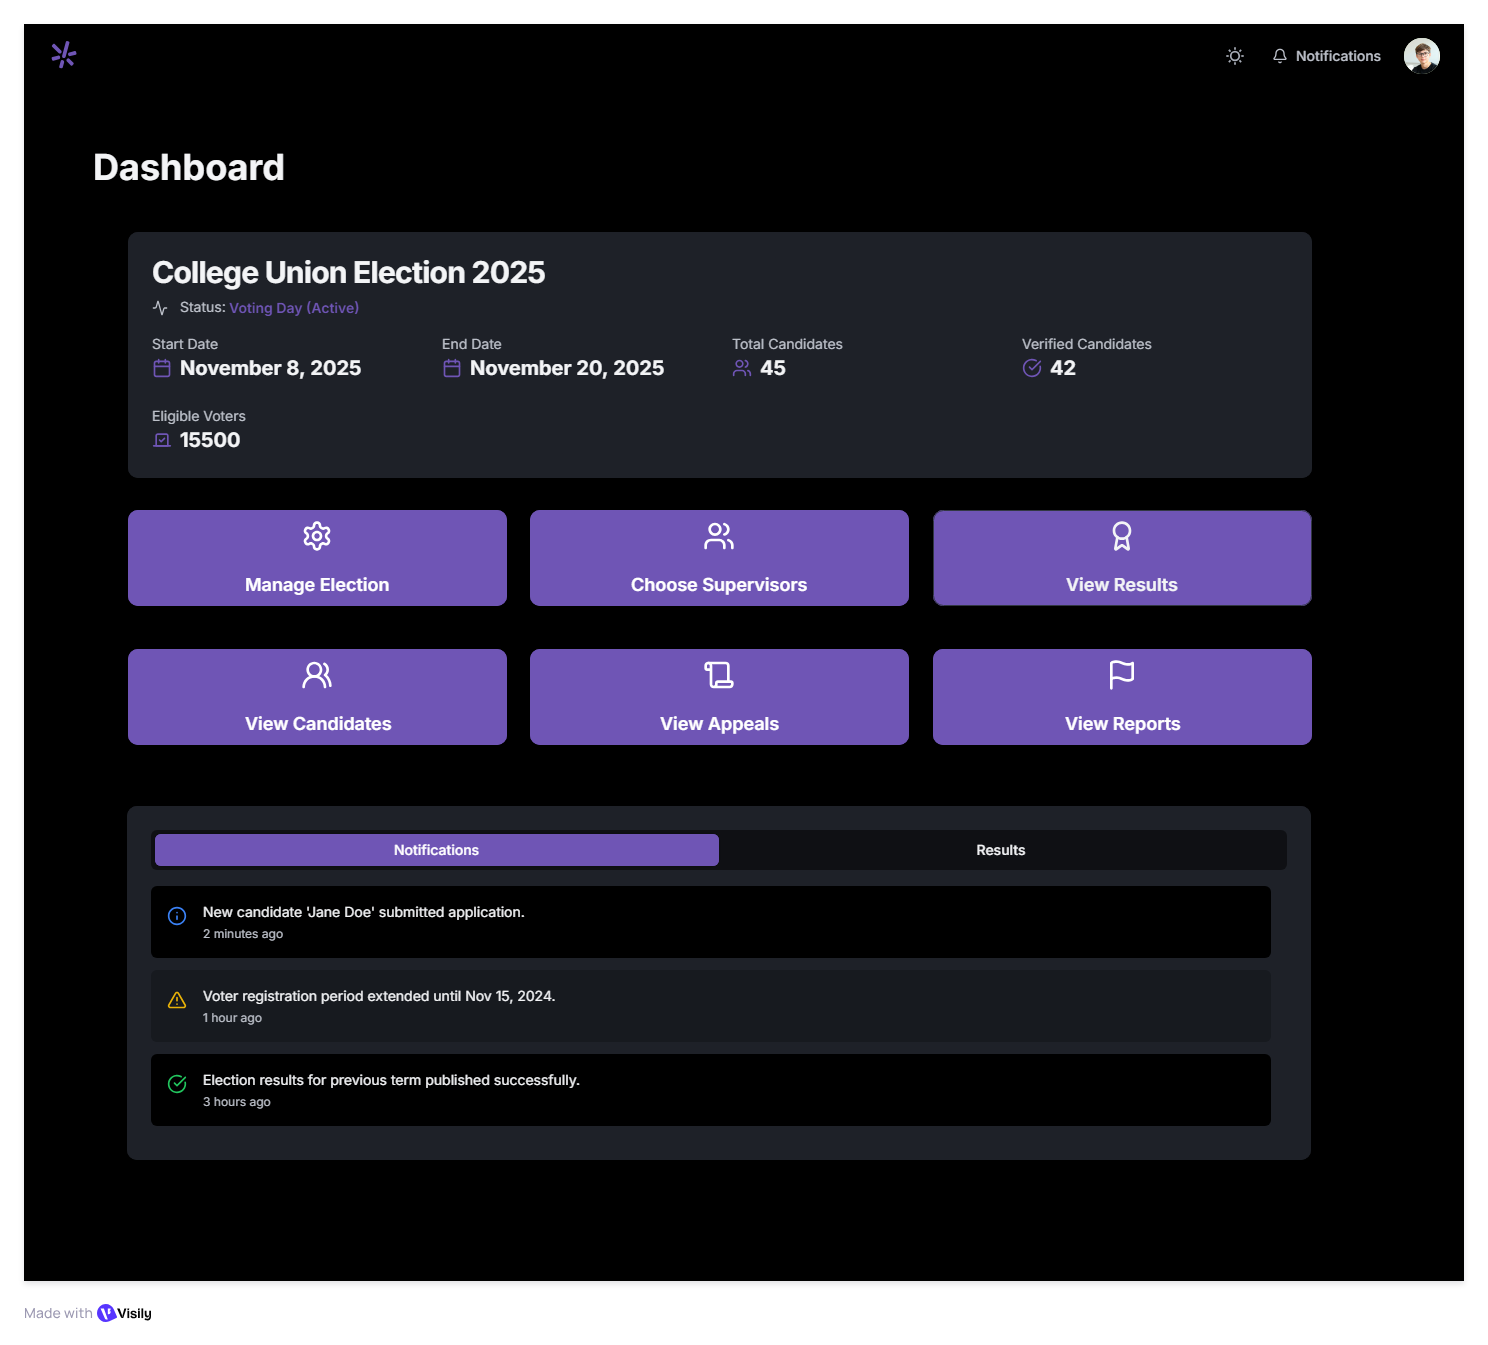 Notifications
Dashboard
College Union Election 2025
Status: Voting Day (Active)
Start Date
November 8, 2025
End Date
November 20, 2025
Total Candidates
45
Verified Candidates
42
Eligible Voters
15500
Manage Election
Choose Supervisors
View Results
View Candidates
View Appeals
View Reports
Notifications
Results
New candidate 'Jane Doe' submitted application.
2 minutes ago
Voter registration period extended until Nov 15, 2024.
1 hour ago
Election results for previous term published successfully.
3 hours ago
Made with Visily